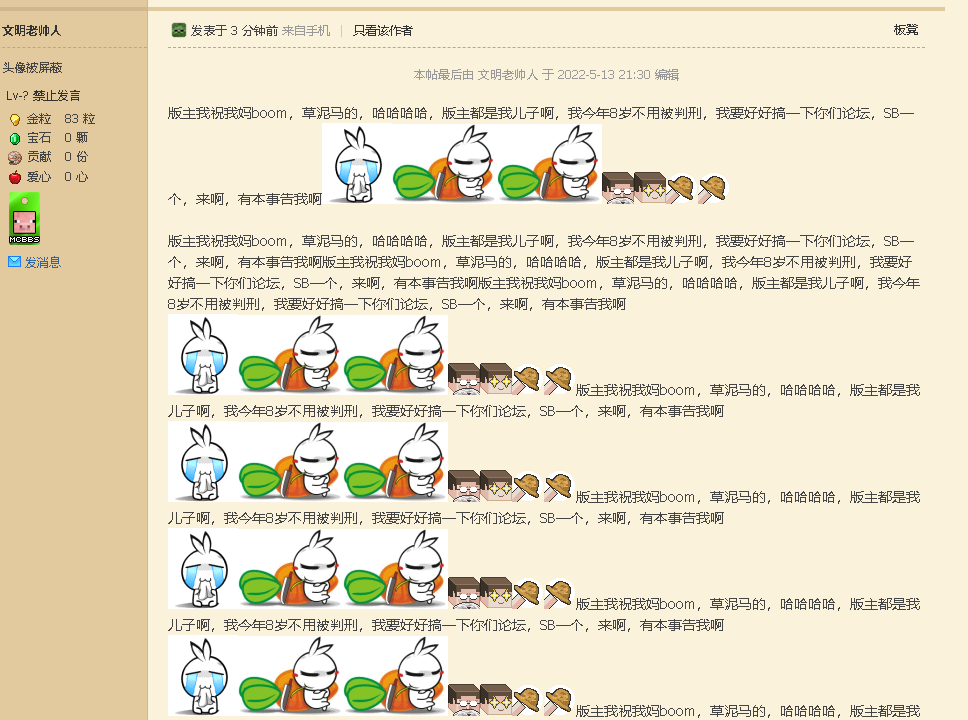 文明老帅人
发表于 3 分钟前 来自手机 | 只看该作者
板凳
头像被屏蔽
Lv-? 禁止发言
金粒 83 粒
宝石 0 颗
贡献 0 份
爱心 0 心
MCBBS
发消息
本帖最后由 文明老帅人 于 2022-5-13 21:30 编辑
版主我祝我妈boom，草泥马的，哈哈哈哈，版主都是我儿子啊，我今年8岁不用被判刑，我要好好搞一下你们论坛，SB一
个，来啊，有本事告我啊
版主我祝我妈boom，草泥马的，哈哈哈哈，版主都是我儿子啊，我今年8岁不用被判刑，我要好好搞一下你们论坛，SB一
个，来啊，有本事告我啊版主我祝我妈boom，草泥马的，哈哈哈哈，版主都是我儿子啊，我今年8岁不用被判刑，我要好
好搞一下你们论坛，SB一个，来啊，有本事告我啊版主我祝我妈boom，草泥马的，哈哈哈哈，版主都是我儿子啊，我今年
8岁不用被判刑，我要好好搞一下你们论坛，SB一个，来啊，有本事告我啊
版主我祝我妈boom，草泥马的，哈哈哈哈，版主都是我
儿子啊，我今年8岁不用被判刑，我要好好搞一下你们论坛，SB一个，来啊，有本事告我啊
版主我祝我妈boom，草泥马的，哈哈哈哈，版主都是我
儿子啊，我今年8岁不用被判刑，我要好好搞一下你们论坛，SB一个，来啊，有本事告我啊
版主我祝我妈boom，草泥马的，哈哈哈哈，版主都是我
儿子啊，我今年8岁不用被判刑，我要好好搞一下你们论坛，SB一个，来啊，有本事告我啊
版主我祝我妈boom，草泥马的，哈哈哈哈，版主都是我